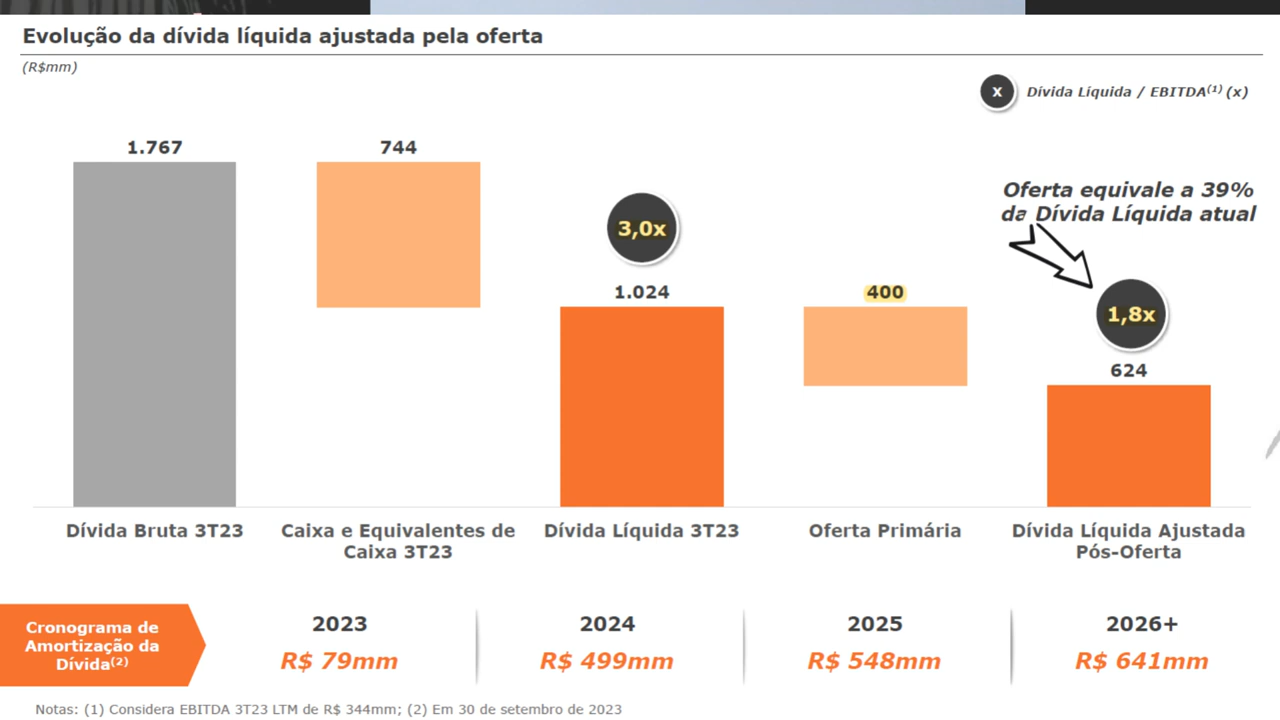 Evolução da dívida líquida ajustada pela oferta
(R$mm)
x Dívida Líquida / EBITDA(1) (x)
1.767
744
3,0x
1.024
400
Oferta equivale a 39%
da Dívida Líquida atual
1,8x
624
Dívida Bruta 3T23
Caixa e Equivalentes de
Caixa 3T23
Dívida Líquida 3T23
Oferta Primária
Dívida Líquida Ajustada
Pós-Oferta
Cronograma de
Amortização da
Dívida(2)
2023
R$ 79mm
2024
R$ 499mm
2025
R$ 548mm
2026+
R$ 641mm
Notas: (1) Considera EBITDA 3T23 LTM de R$ 344mm; (2) Em 30 de setembro de 2023